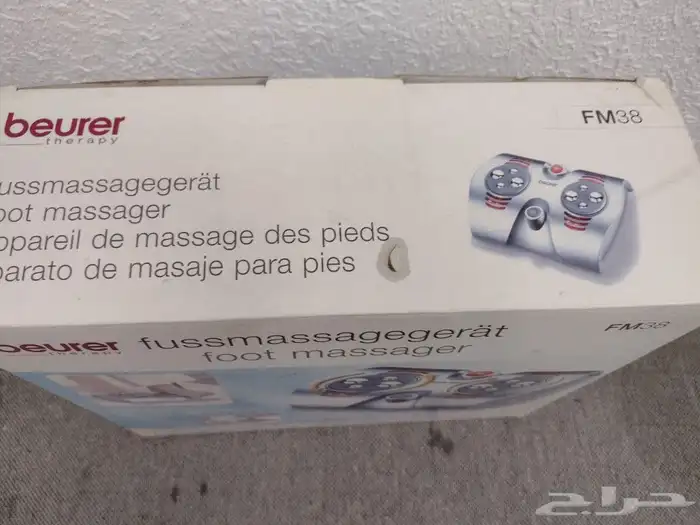 beurer
therapy
FM38
beurer
ussmassagegerät
oot massager
ppareil de massage des pieds
parato de masaje para pies
beurer
therapy
fussmassagegerät
FM38
foot massager
حراج